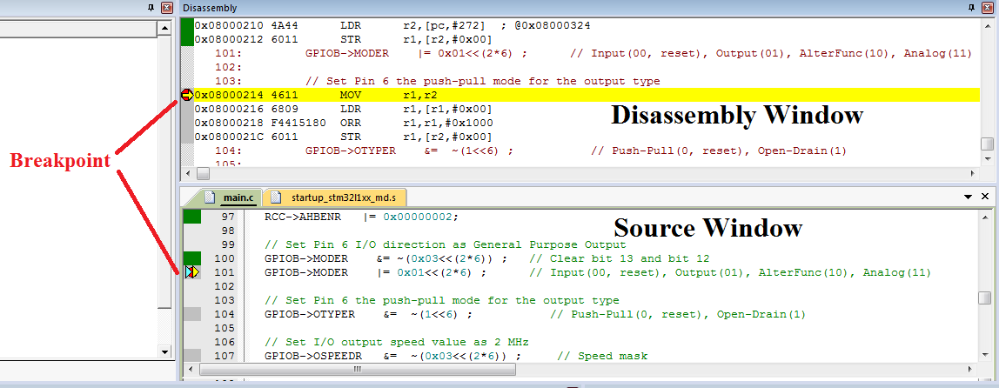 Disassembly
0x08000210 4A44 LDR r2,[pc,#272] ; @0x08000324
0x08000212 6011 STR r1,[r2,#0x00]
101: GPIOB->MODER |= 0x01<<(2*6) ; // Input(00, reset), Output(01), AlterFunc(10), Analog(11)
102:
103: // Set Pin 6 the push-pull mode for the output type
0x08000214 4611 MOV r1,r2
0x08000216 6809 LDR r1,[r1,#0x00]
0x08000218 F4415180 ORR r1,r1,#0x1000
0x0800021C 6011 STR r1,[r2,#0x00]
104: GPIOB->OTYPER &= ~(1<<6) ; // Push-Pull(0, reset), Open-Drain(1)
105:
Disassembly Window
Breakpoint
main.c startup_stm32l1xx_md.s
97 RCC->AHBENR |= 0x00000002;
98
99 // Set Pin 6 I/O direction as General Purpose Output
100 GPIOB->MODER &= ~(0x03<<(2*6)) ; // Clear bit 13 and bit 12
101 GPIOB->MODER |= 0x01<<(2*6) ; // Input(00, reset), Output(01), AlterFunc(10), Analog(11)
102
103 // Set Pin 6 the push-pull mode for the output type
104 GPIOB->OTYPER &= ~(1<<6) ; // Push-Pull(0, reset), Open-Drain(1)
105
106 // Set I/O output speed value as 2 MHz
107 GPIOB->OSPEEDR &= ~(0x03<<(2*6)) ; // Speed mask
Source Window